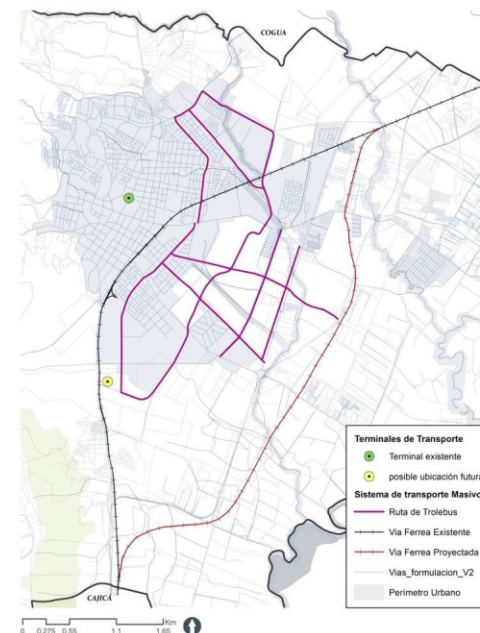 COGUA
Terminales de Transporte
Terminal existente
posible ubicación futura
Sistema de transporte Masivo
Ruta de Trolebus
Via Ferrea Existente
Via Ferrea Proyectada
Vias_formulacion_V2
Perímetro Urbano
CAJICÁ
Km
0 0.275 0.55 1.1 1.65